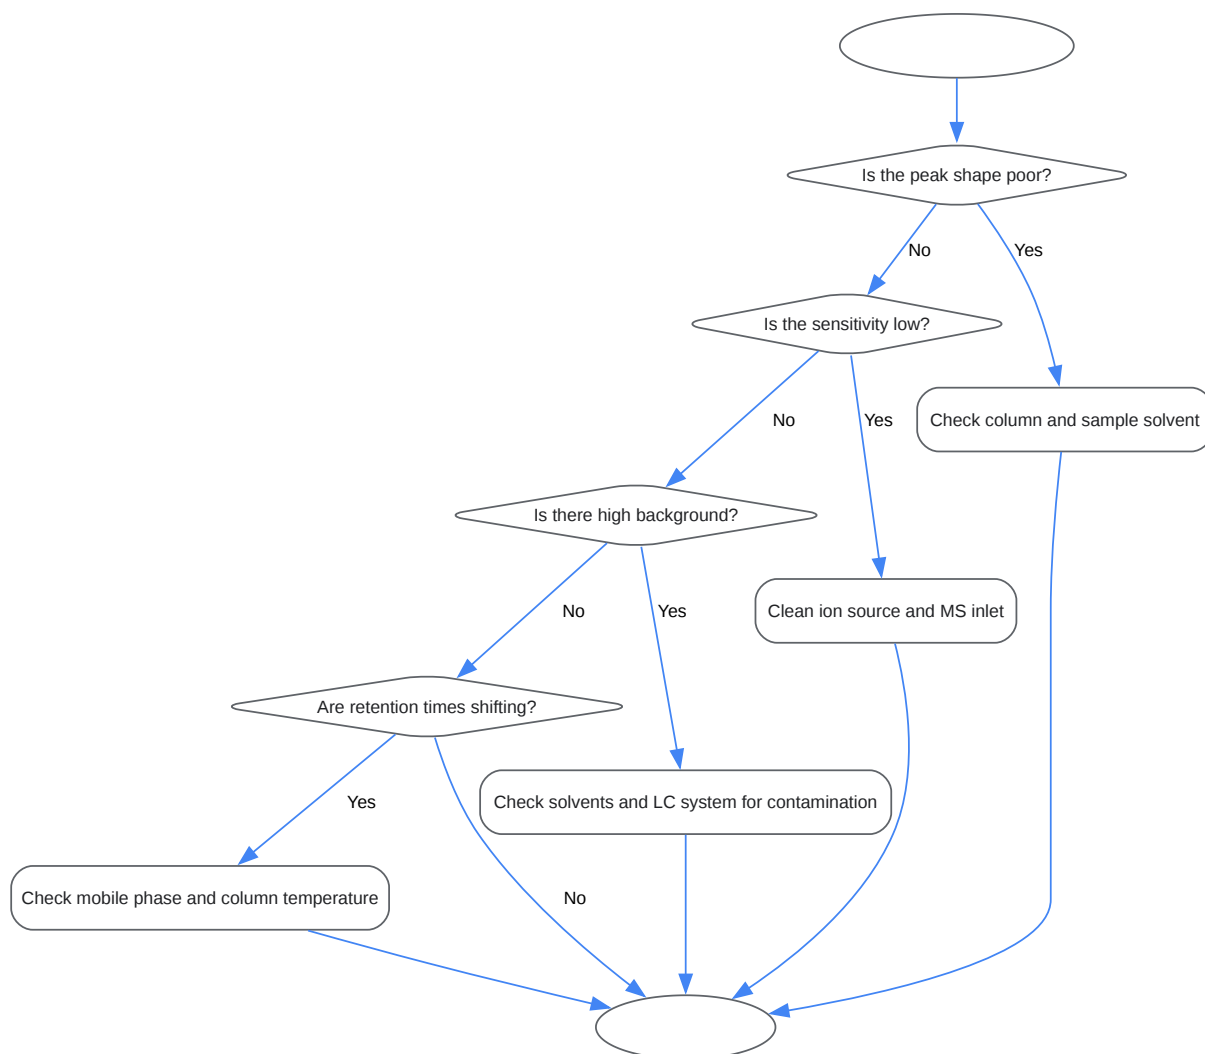 Is the peak shape poor?
No
Yes
Is the sensitivity low?
No
Yes
Check column and sample solvent
Is there high background?
No
Yes
Clean ion source and MS inlet
Are retention times shifting?
Yes
Check solvents and LC system for contamination
No
Check mobile phase and column temperature